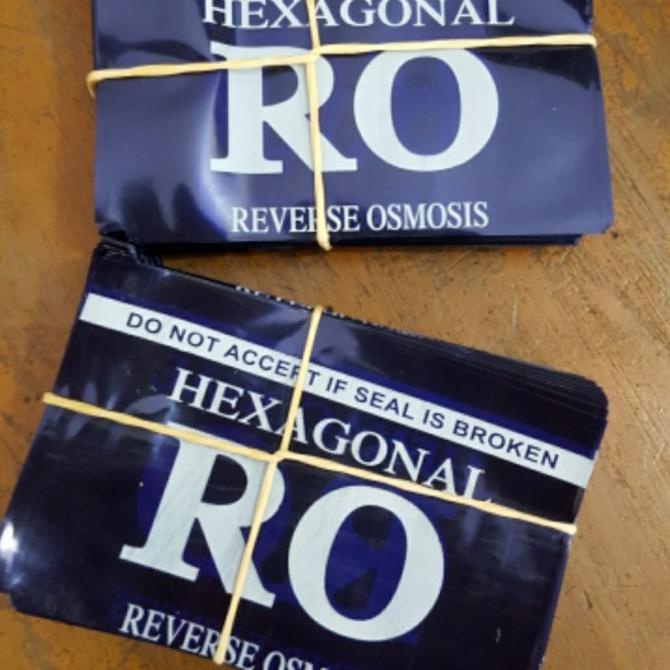 HEXAGONAL
RO
REVERSE OSMOSIS
DO NOT ACCEPT IF SEAL IS BROKEN
HEXAGONAL
RO
REVERSE